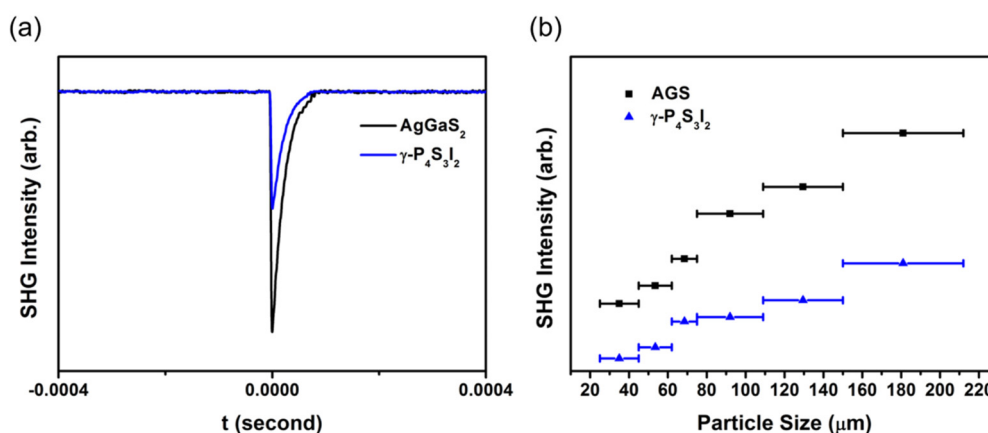 (a)
SHG Intensity (arb.)
AgGaS₂
γ-P₄S₃I₂
-0.0004 0.0000 0.0004
t (second)
(b)
SHG Intensity (arb.)
AGS
γ-P₄S₃I₂
20 40 60 80 100 120 140 160 180 200 220
Particle Size (μm)